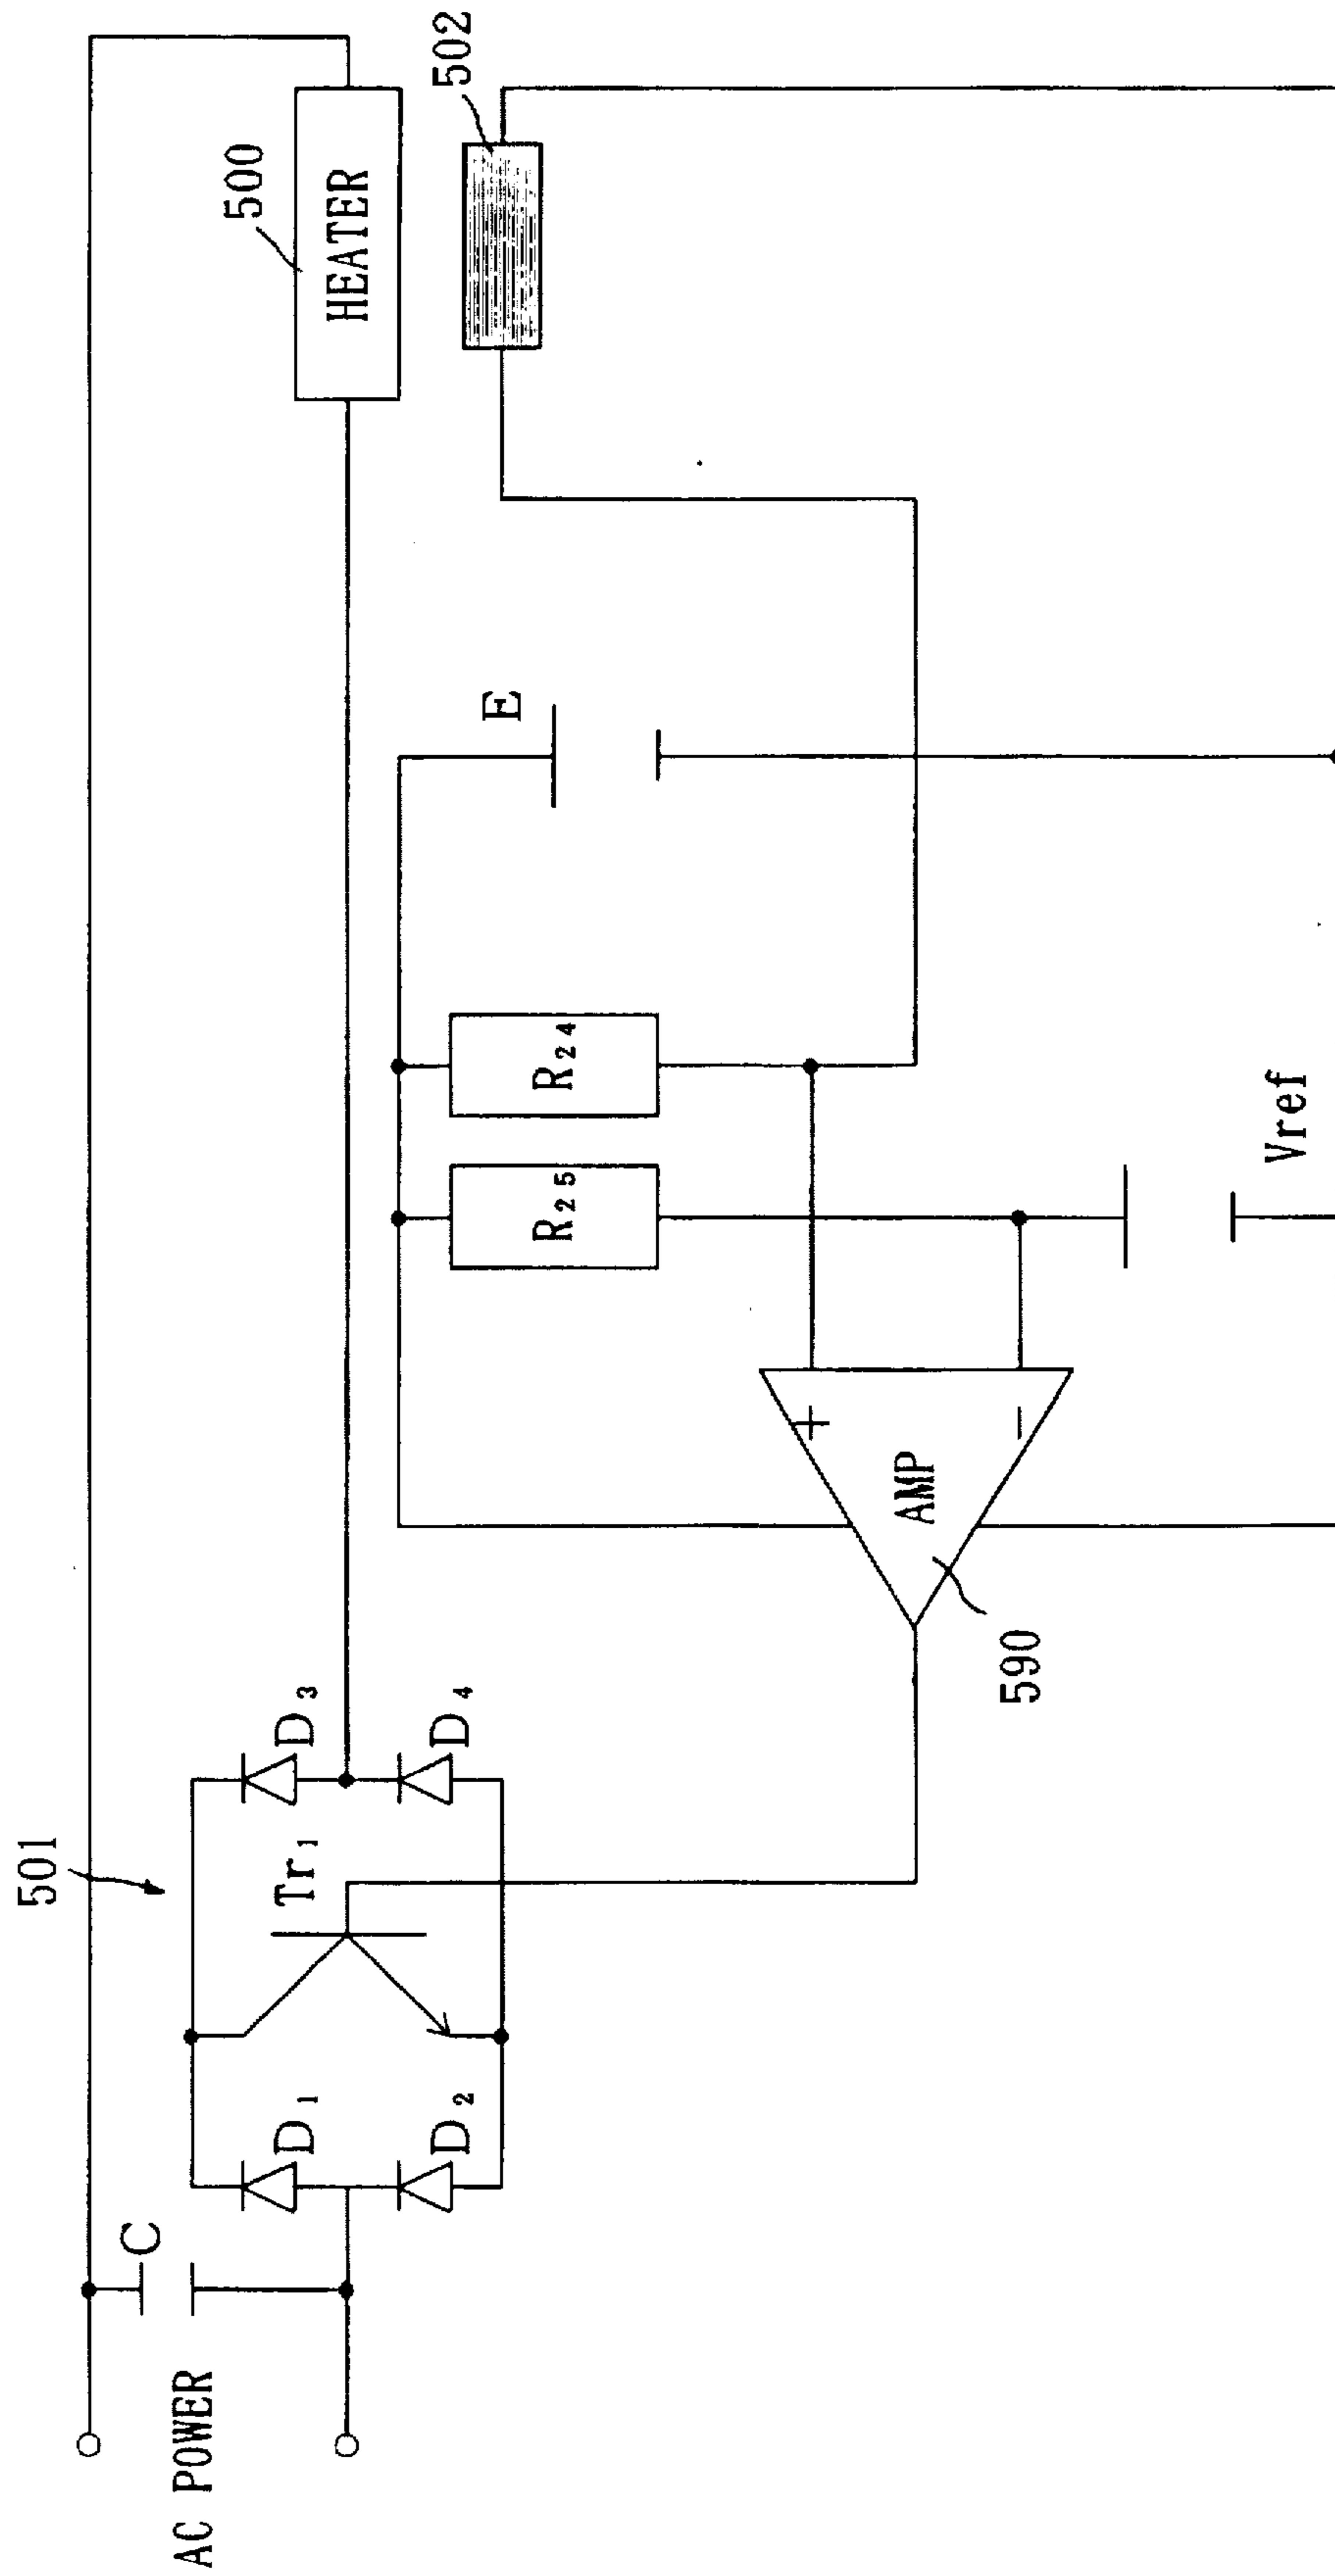 AC POWER
C
501
D₁
D₂
Tr₁
D₃
D₄
590
AMP
+
−
R₂₅
R₂₄
Vref
E
500
HEATER
502